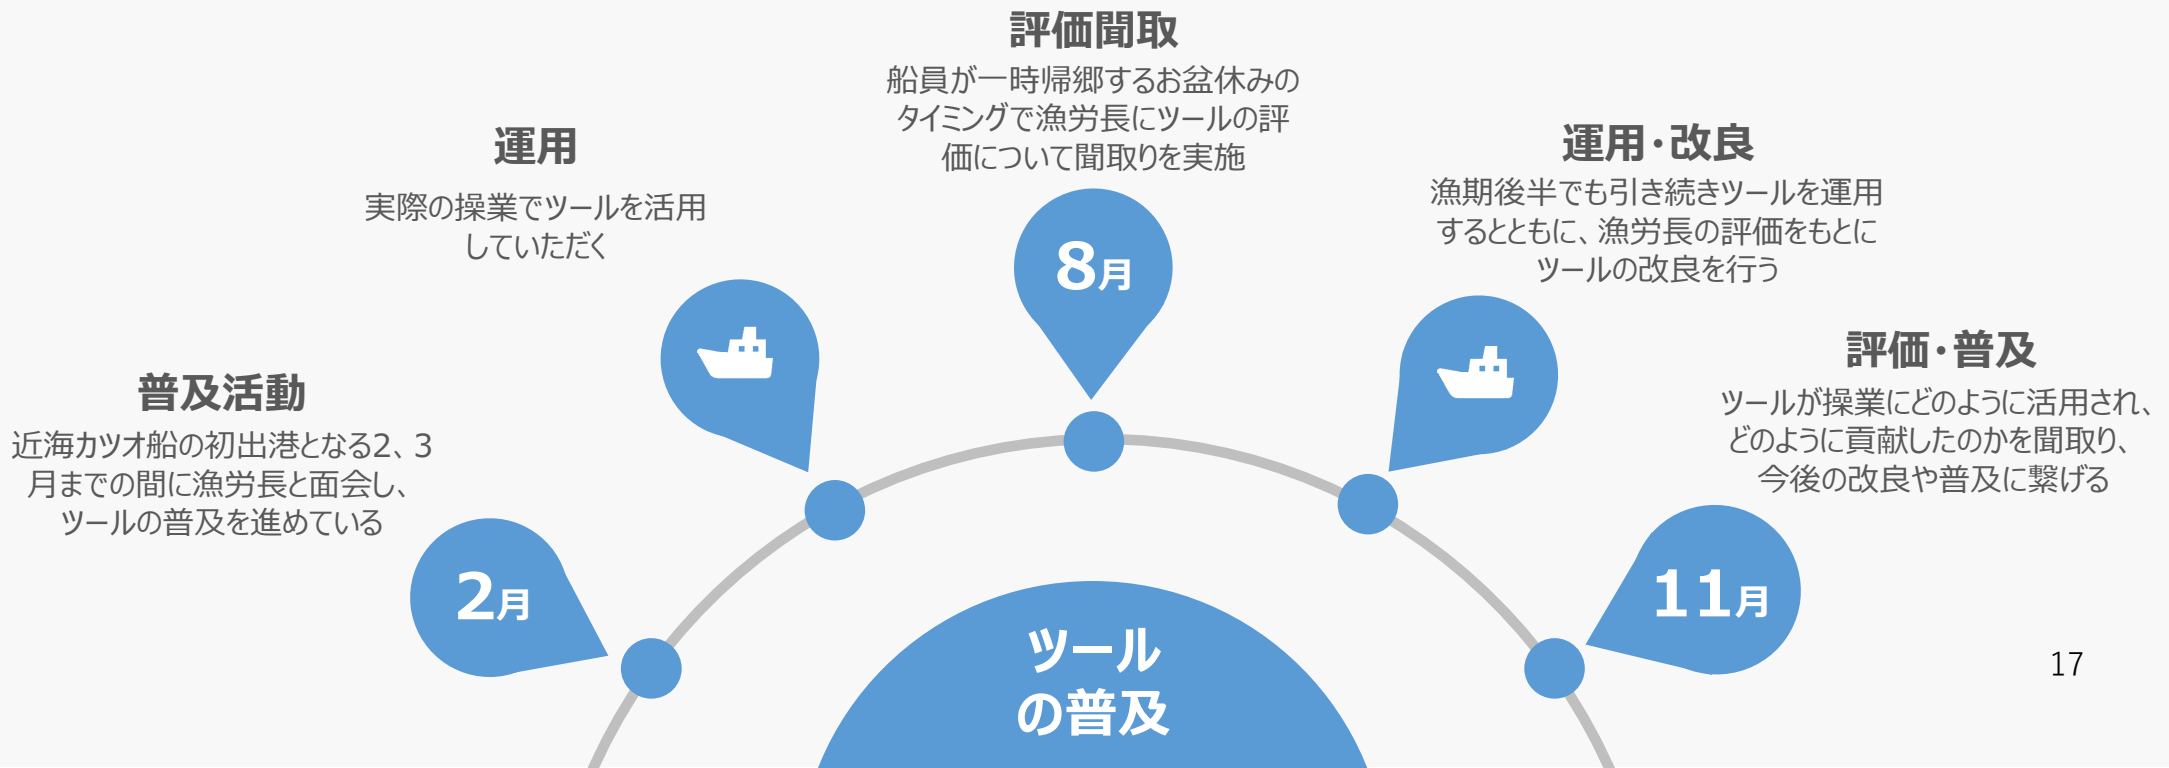 普及活動
近海カツオ船の初出港となる2、3
月までの間に漁労長と面会し、
ツールの普及を進めている
2月
運用
実際の操業でツールを活用
していただく
評価聞取
船員が一時帰郷するお盆休みの
タイミングで漁労長にツールの評
価について聞取りを実施
8月
運用・改良
漁期後半でも引き続きツールを運用
するとともに、漁労長の評価をもとに
ツールの改良を行う
評価・普及
ツールが操業にどのように活用され、
どのように貢献したのかを聞取り、
今後の改良や普及に繋げる
11月
ツール
の普及
17